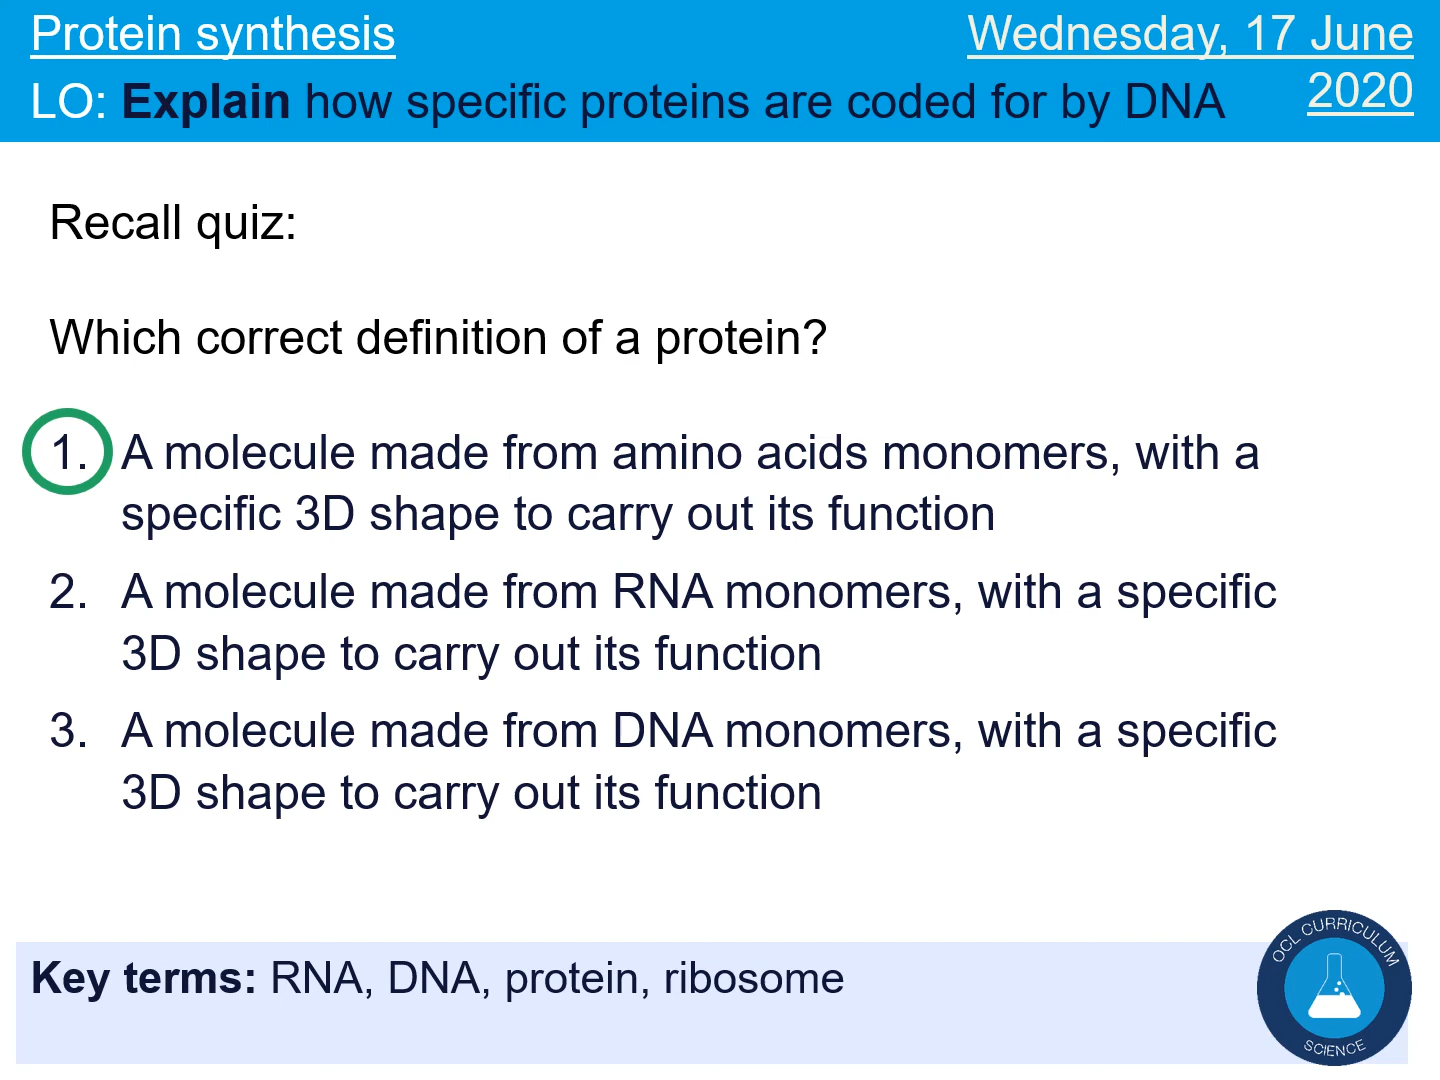 Protein synthesis
Wednesday, 17 June
2020
LO: Explain how specific proteins are coded for by DNA
Recall quiz:
Which correct definition of a protein?
1. A molecule made from amino acids monomers, with a
specific 3D shape to carry out its function
2. A molecule made from RNA monomers, with a specific
3D shape to carry out its function
3. A molecule made from DNA monomers, with a specific
3D shape to carry out its function
Key terms: RNA, DNA, protein, ribosome
OCL CURRICULUM
SCIENCE